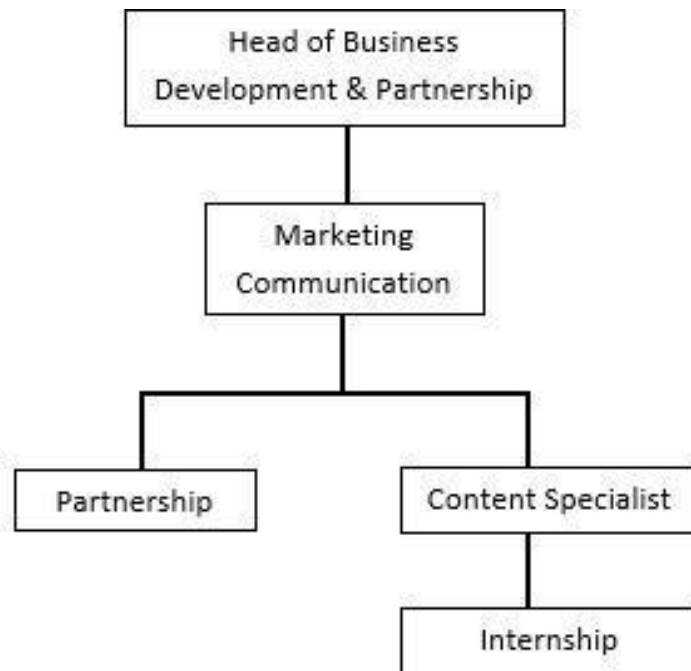 Head of Business
Development & Partnership
Marketing
Communication
Partnership
Content Specialist
Internship